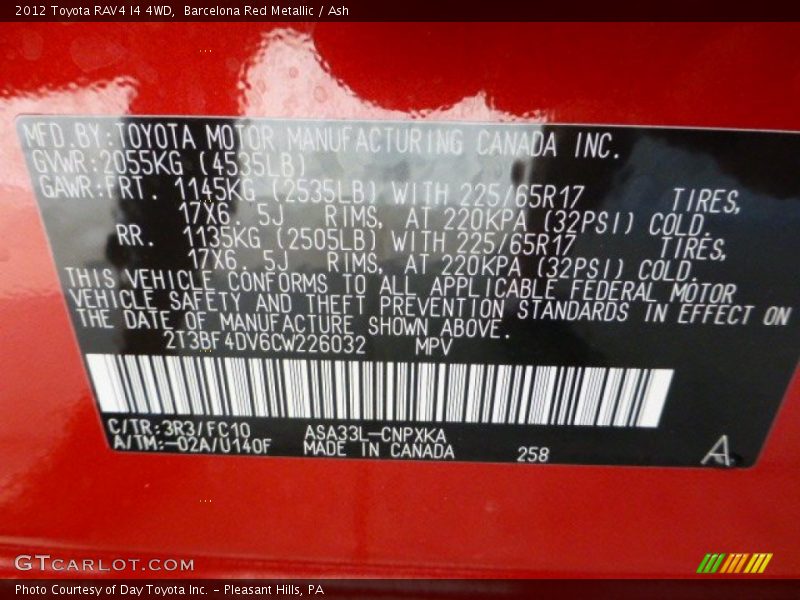 2012 Toyota RAV4 I4 4WD,  Barcelona Red Metallic / Ash
MFD.BY:TOYOTA MOTOR MANUFACTURING CANADA INC.
GVWR:2055KG (4535LB)
GAWR:FRT. 1145KG (2535LB) WITH 225/65R17 TIRES,
17X6.5J RIMS, AT 220KPA (32PSI) COLD.
RR. 1135KG (2505LB) WITH 225/65R17 TIRES,
17X6.5J RIMS, AT 220KPA (32PSI) COLD.
THIS VEHICLE CONFORMS TO ALL APPLICABLE FEDERAL MOTOR
VEHICLE SAFETY AND THEFT PREVENTION STANDARDS IN EFFECT ON
THE DATE OF MANUFACTURE SHOWN ABOVE.
2T3BF4DV6CW226032 MPV
C/TR:3R3/FC10 ASA33L-CNPXKA
A/TM:-02A/U140F MADE IN CANADA 258 A
GTCARLOT.COM
Photo Courtesy of Day Toyota Inc. - Pleasant Hills, PA